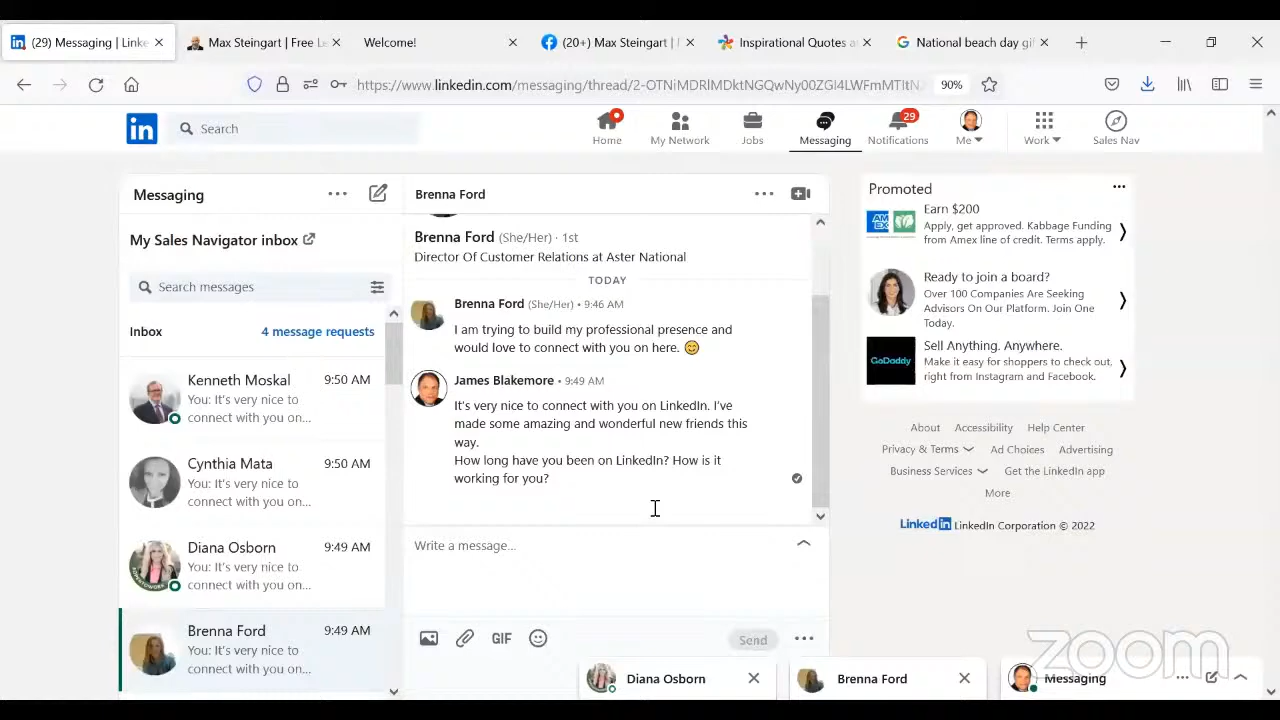 (29) Messaging | Linke
Max Steingart | Free Le
Welcome!
(20+) Max Steingart |
Inspirational Quotes a
National beach day gif
https://www.linkedin.com/messaging/thread/
90%
in
Search
Home
My Network
Jobs
Messaging
29
Notifications
Me
Work
Sales Nav
Messaging
My Sales Navigator inbox
Search messages
Inbox
4 message requests
Kenneth Moskal
9:50 AM
You: It's very nice to
connect with you on...
Cynthia Mata
9:50 AM
You: It's very nice to
connect with you on...
Diana Osborn
9:49 AM
You: It's very nice to
connect with you on...
Brenna Ford
9:49 AM
You: It's very nice to
connect with you on...
Brenna Ford
Brenna Ford (She/Her) · 1st
Director Of Customer Relations at Aster National
TODAY
Brenna Ford (She/Her) • 9:46 AM
I am trying to build my professional presence and
would love to connect with you on here. 😊
James Blakemore • 9:49 AM
It's very nice to connect with you on LinkedIn. I've
made some amazing and wonderful new friends this
way.
How long have you been on LinkedIn? How is it
working for you?
Write a message...
GIF
Send
Promoted
Earn $200
Apply, get approved. Kabbage Funding
from Amex line of credit. Terms apply.
Ready to join a board?
Over 100 Companies Are Seeking
Advisors On Our Platform. Join One
Today.
GoDaddy
Sell Anything. Anywhere.
Make it easy for shoppers to check out,
right from Instagram and Facebook.
About Accessibility Help Center
Privacy & Terms Ad Choices Advertising
Business Services Get the LinkedIn app
More
LinkedIn LinkedIn Corporation © 2022
zoom
Diana Osborn
Brenna Ford
Messaging